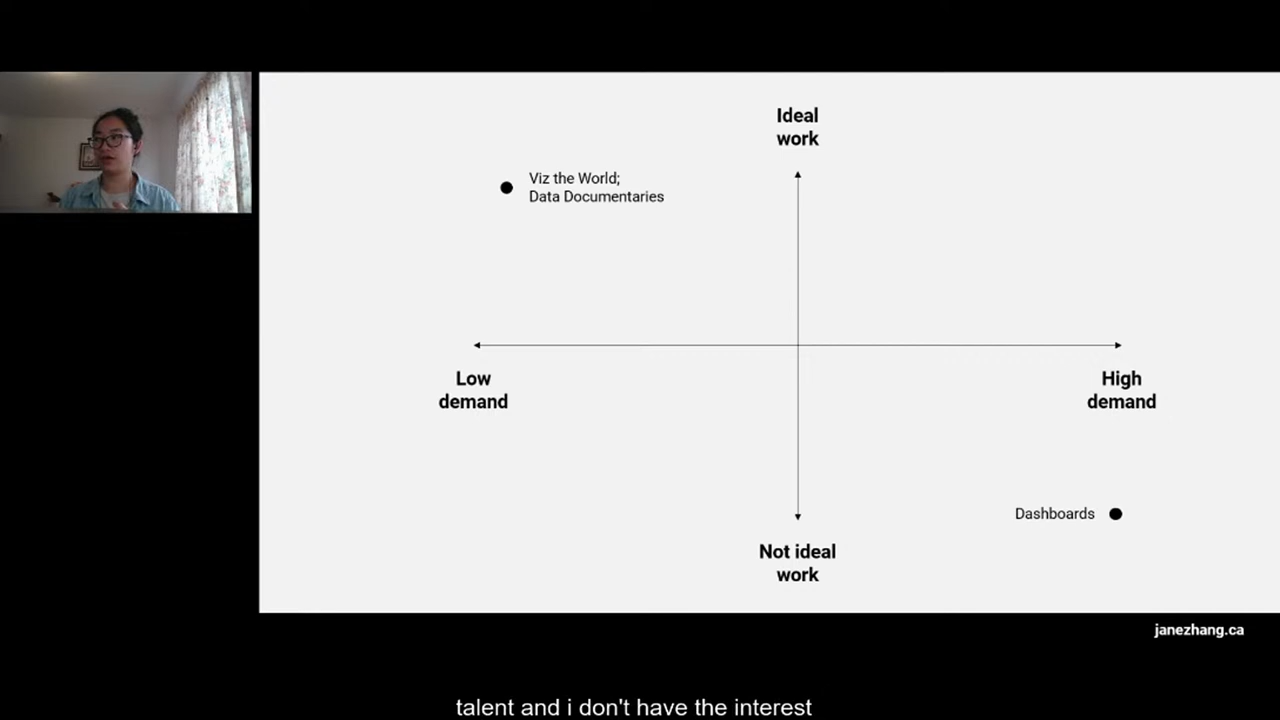 Ideal
work
Viz the World;
Data Documentaries
Low
demand
High
demand
Dashboards
Not ideal
work
janezhang.ca
talent and i don't have the interest